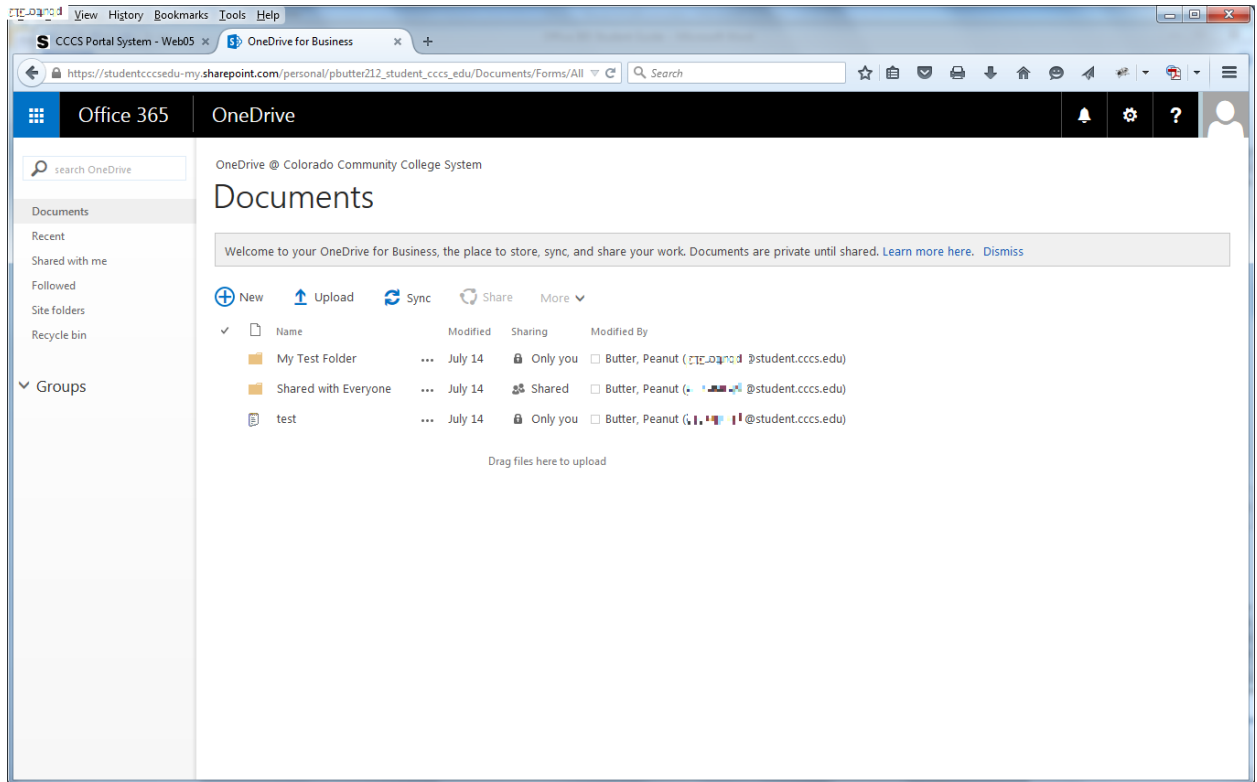 View History Bookmarks Tools Help
S CCCS Portal System - Web05 × OneDrive for Business × +
https://studentcccsedu-my.sharepoint.com/personal/pbutter212_student_cccs_edu/Documents/Forms/All Search
Office 365 OneDrive ?
search OneDrive
Documents
Recent
Shared with me
Followed
Site folders
Recycle bin
Groups
OneDrive @ Colorado Community College System
Documents
Welcome to your OneDrive for Business, the place to store, sync, and share your work. Documents are private until shared. Learn more here. Dismiss
New Upload Sync Share More
Name Modified Sharing Modified By
My Test Folder ... July 14 Only you Butter, Peanut ( @student.cccs.edu)
Shared with Everyone ... July 14 Shared Butter, Peanut ( @student.cccs.edu)
test ... July 14 Only you Butter, Peanut ( @student.cccs.edu)
Drag files here to upload